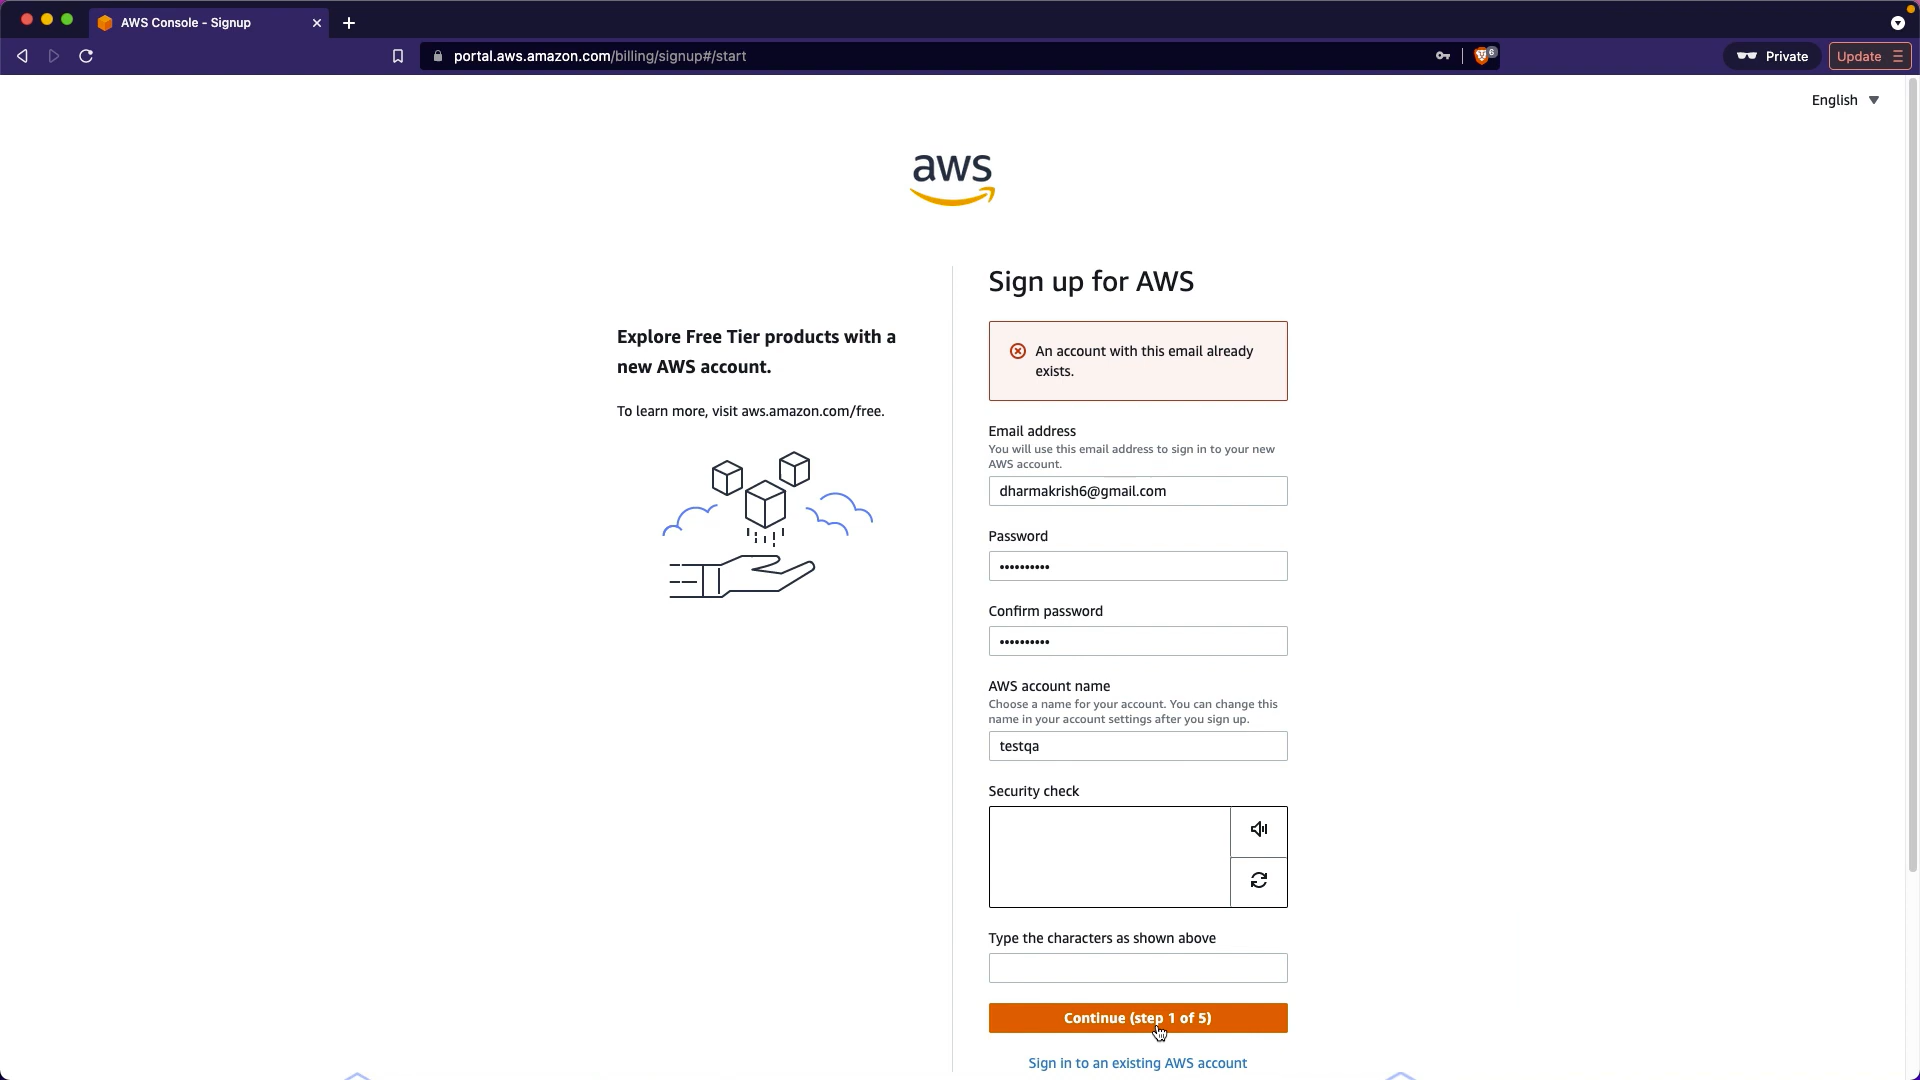 AWS Console - Signup
portal.aws.amazon.com/billing/signup#/start
6
Private
Update
English
aws
Explore Free Tier products with a
new AWS account.
To learn more, visit aws.amazon.com/free.
Sign up for AWS
An account with this email already
exists.
Email address
You will use this email address to sign in to your new
AWS account.
dharmakrish6@gmail.com
Password
••••••••••
Confirm password
••••••••••
AWS account name
Choose a name for your account. You can change this
name in your account settings after you sign up.
testqa
Security check
Type the characters as shown above
Continue (step 1 of 5)
Sign in to an existing AWS account